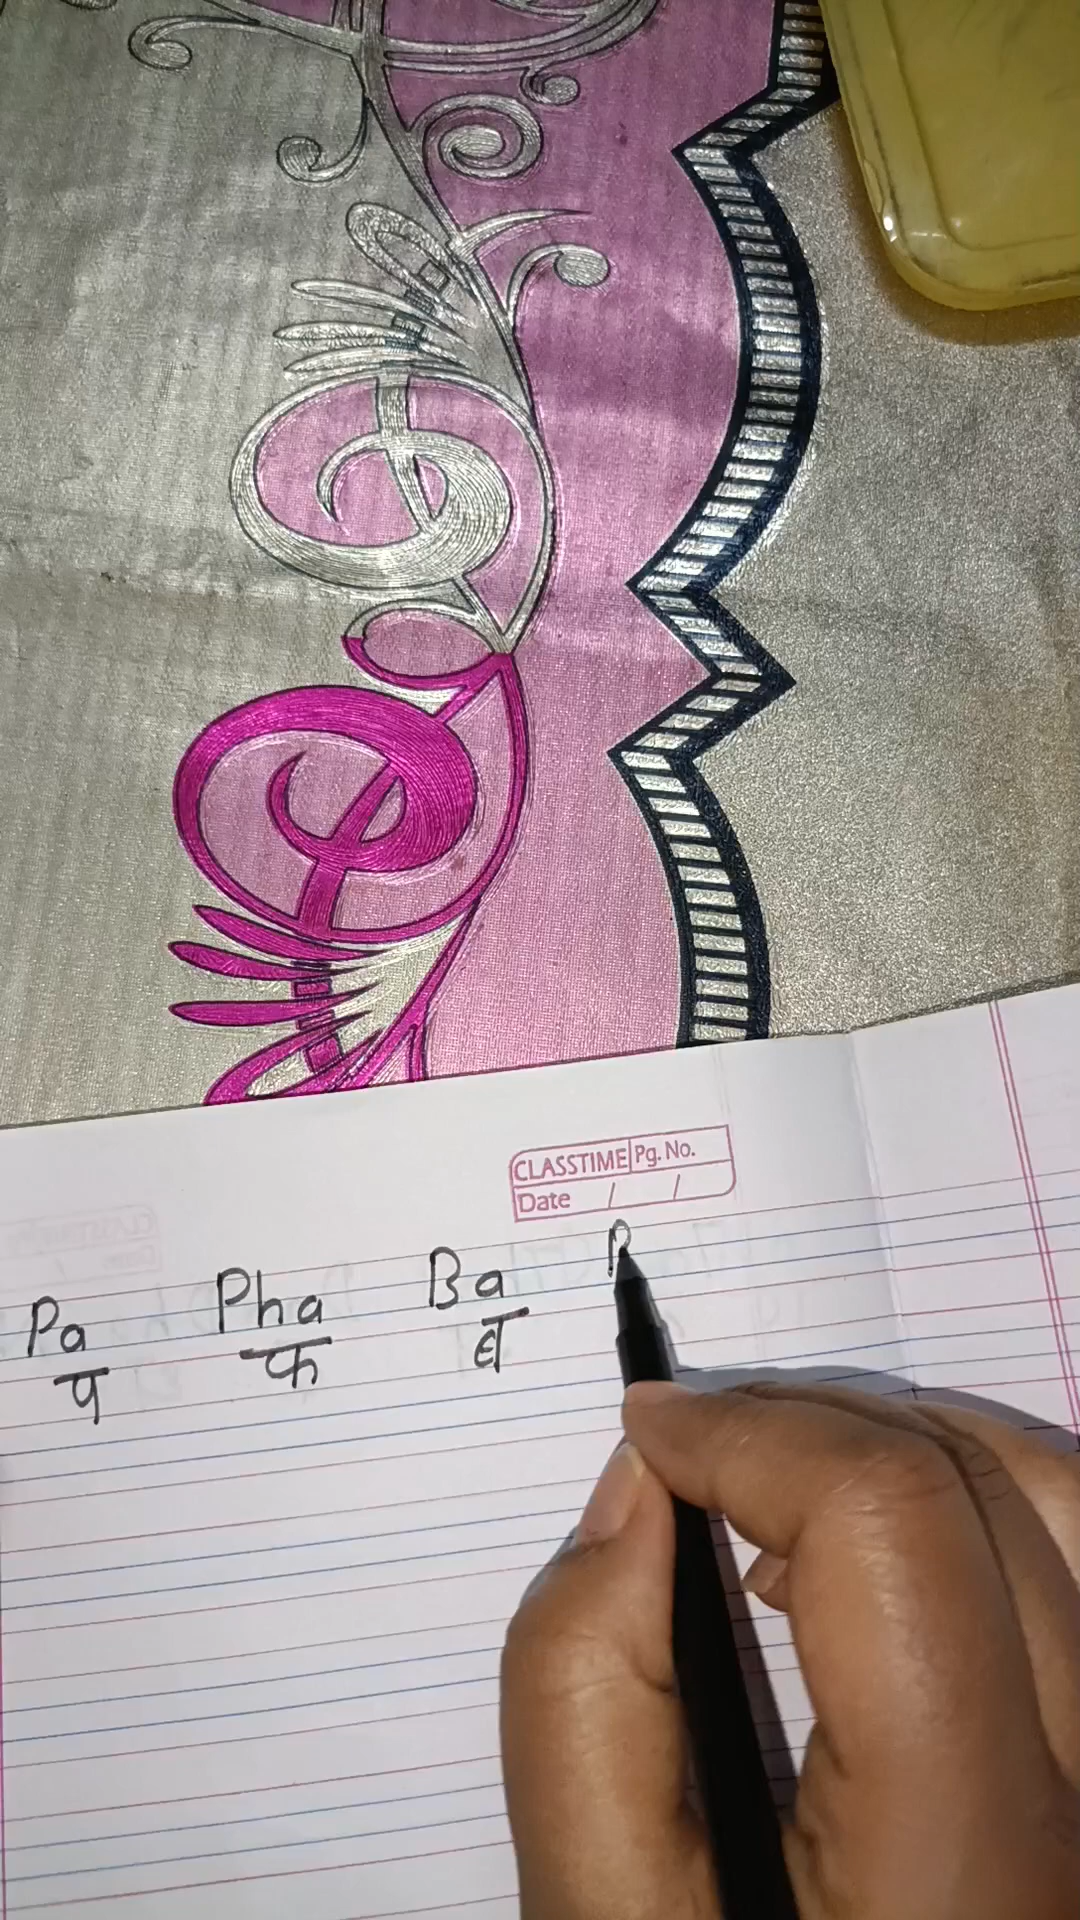 CLASSTIME Pg. No.
Date / /
Pa Pha Ba
प फ ब